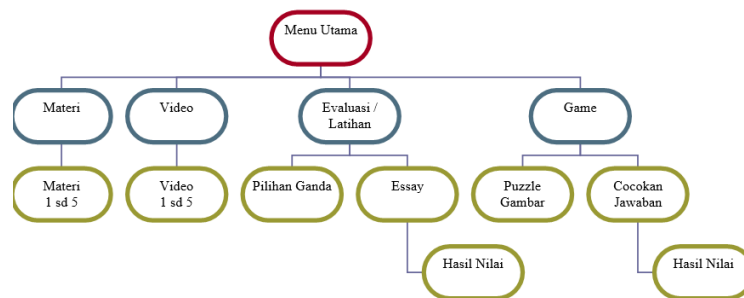 Menu Utama
Materi
Video
Evaluasi /
Latihan
Game
Materi
1 sd 5
Video
1 sd 5
Pilihan Ganda
Essay
Puzzle
Gambar
Cocokan
Jawaban
Hasil Nilai
Hasil Nilai